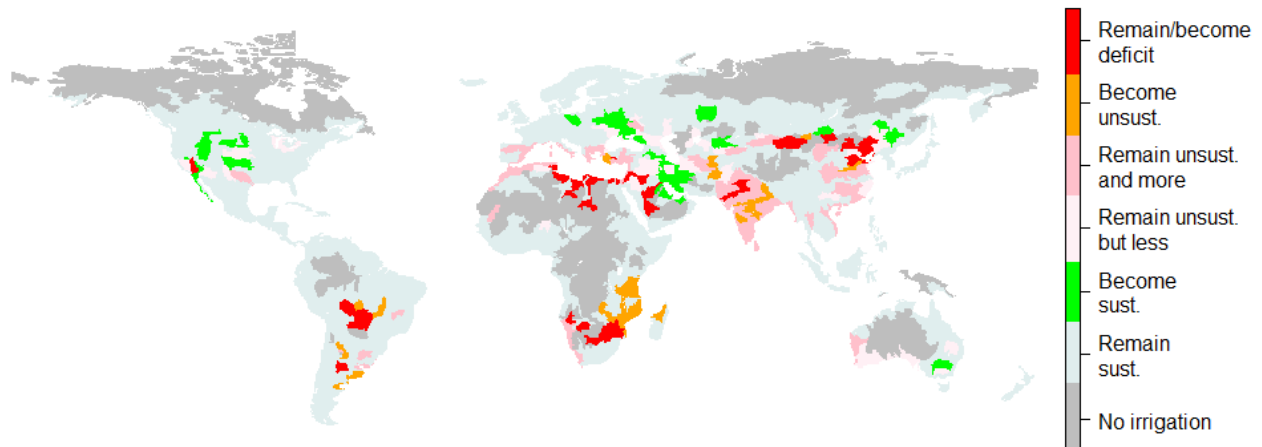 Remain/become
deficit
Become
unsust.
Remain unsust.
and more
Remain unsust.
but less
Become
sust.
Remain
sust.
No irrigation